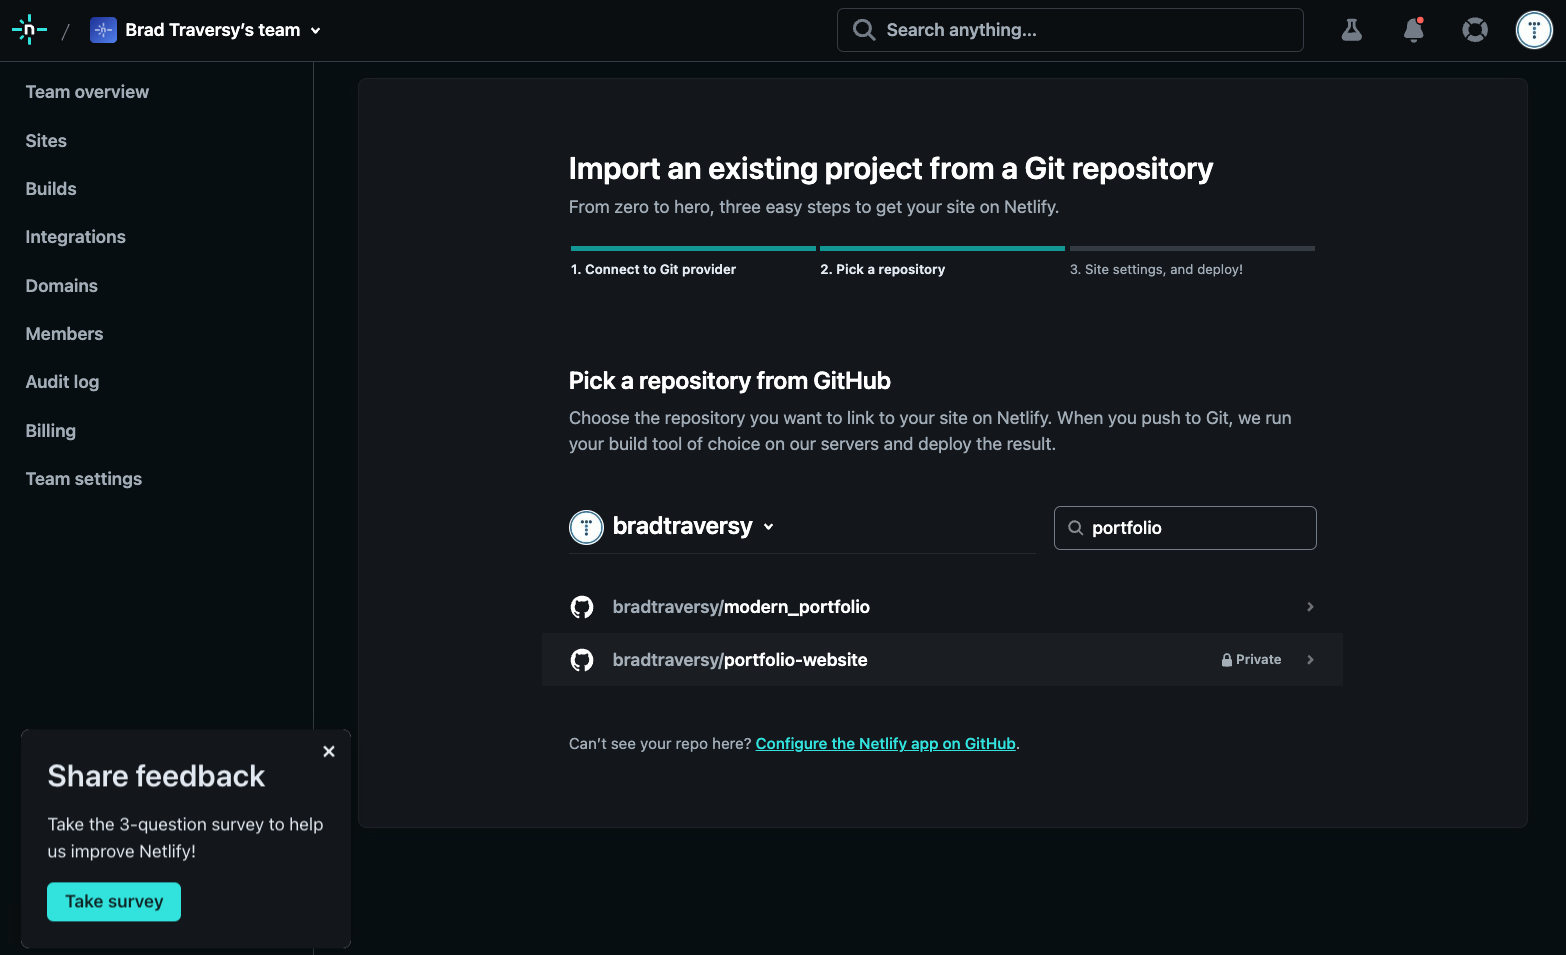 n / Brad Traversy's team
Search anything...
Team overview
Sites
Builds
Integrations
Domains
Members
Audit log
Billing
Team settings
Import an existing project from a Git repository
From zero to hero, three easy steps to get your site on Netlify.
1. Connect to Git provider
2. Pick a repository
3. Site settings, and deploy!
Pick a repository from GitHub
Choose the repository you want to link to your site on Netlify. When you push to Git, we run
your build tool of choice on our servers and deploy the result.
bradtraversy
portfolio
bradtraversy/modern_portfolio
bradtraversy/portfolio-website
Private
Can't see your repo here? Configure the Netlify app on GitHub.
Share feedback
Take the 3-question survey to help
us improve Netlify!
Take survey